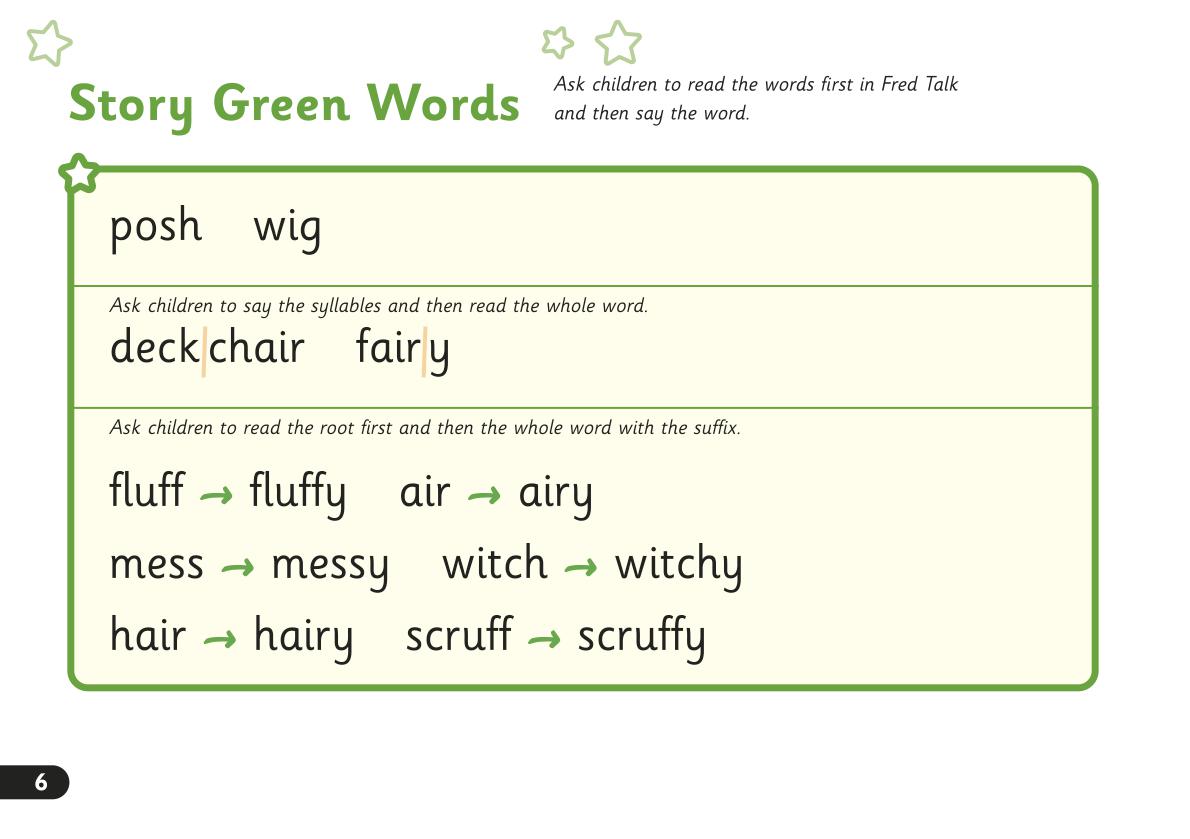 Story Green Words
Ask children to read the words first in Fred Talk
and then say the word.
posh wig
Ask children to say the syllables and then read the whole word.
deck|chair fair|y
Ask children to read the root first and then the whole word with the suffix.
fluff → fluffy air → airy
mess → messy witch → witchy
hair → hairy scruff → scruffy
6